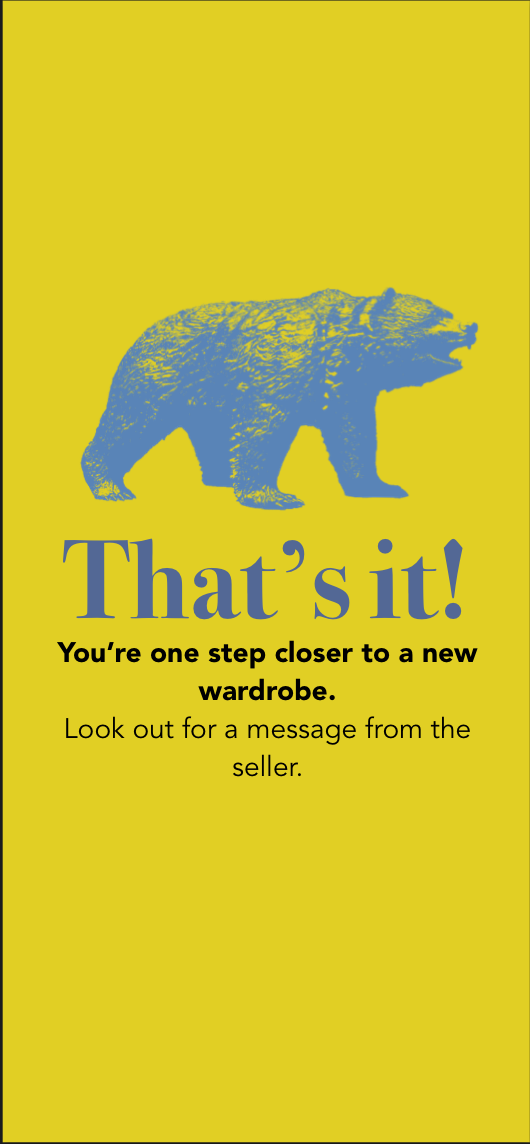 That’s it!
You’re one step closer to a new
wardrobe.
Look out for a message from the
seller.